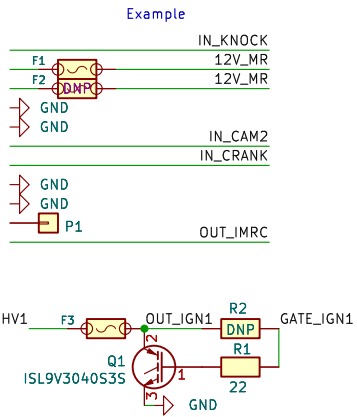 Example
IN_KNOCK
F1 12V_MR
F2 DNP 12V_MR
GND
GND
IN_CAM2
IN_CRANK
GND
GND
P1
OUT_IMRC
HV1 F3 OUT_IGN1 R2 GATE_IGN1
DNP
2
Q1 R1
ISL9V3040S3S 1
22
3
GND